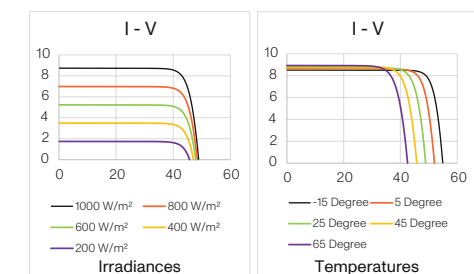 I - V
10
8
6
4
2
0
0 20 40 60
1000 W/m² 800 W/m²
600 W/m² 400 W/m²
200 W/m²
Irradiances
I - V
10
8
6
4
2
0
0 20 40 60
-15 Degree 5 Degree
25 Degree 45 Degree
65 Degree
Temperatures